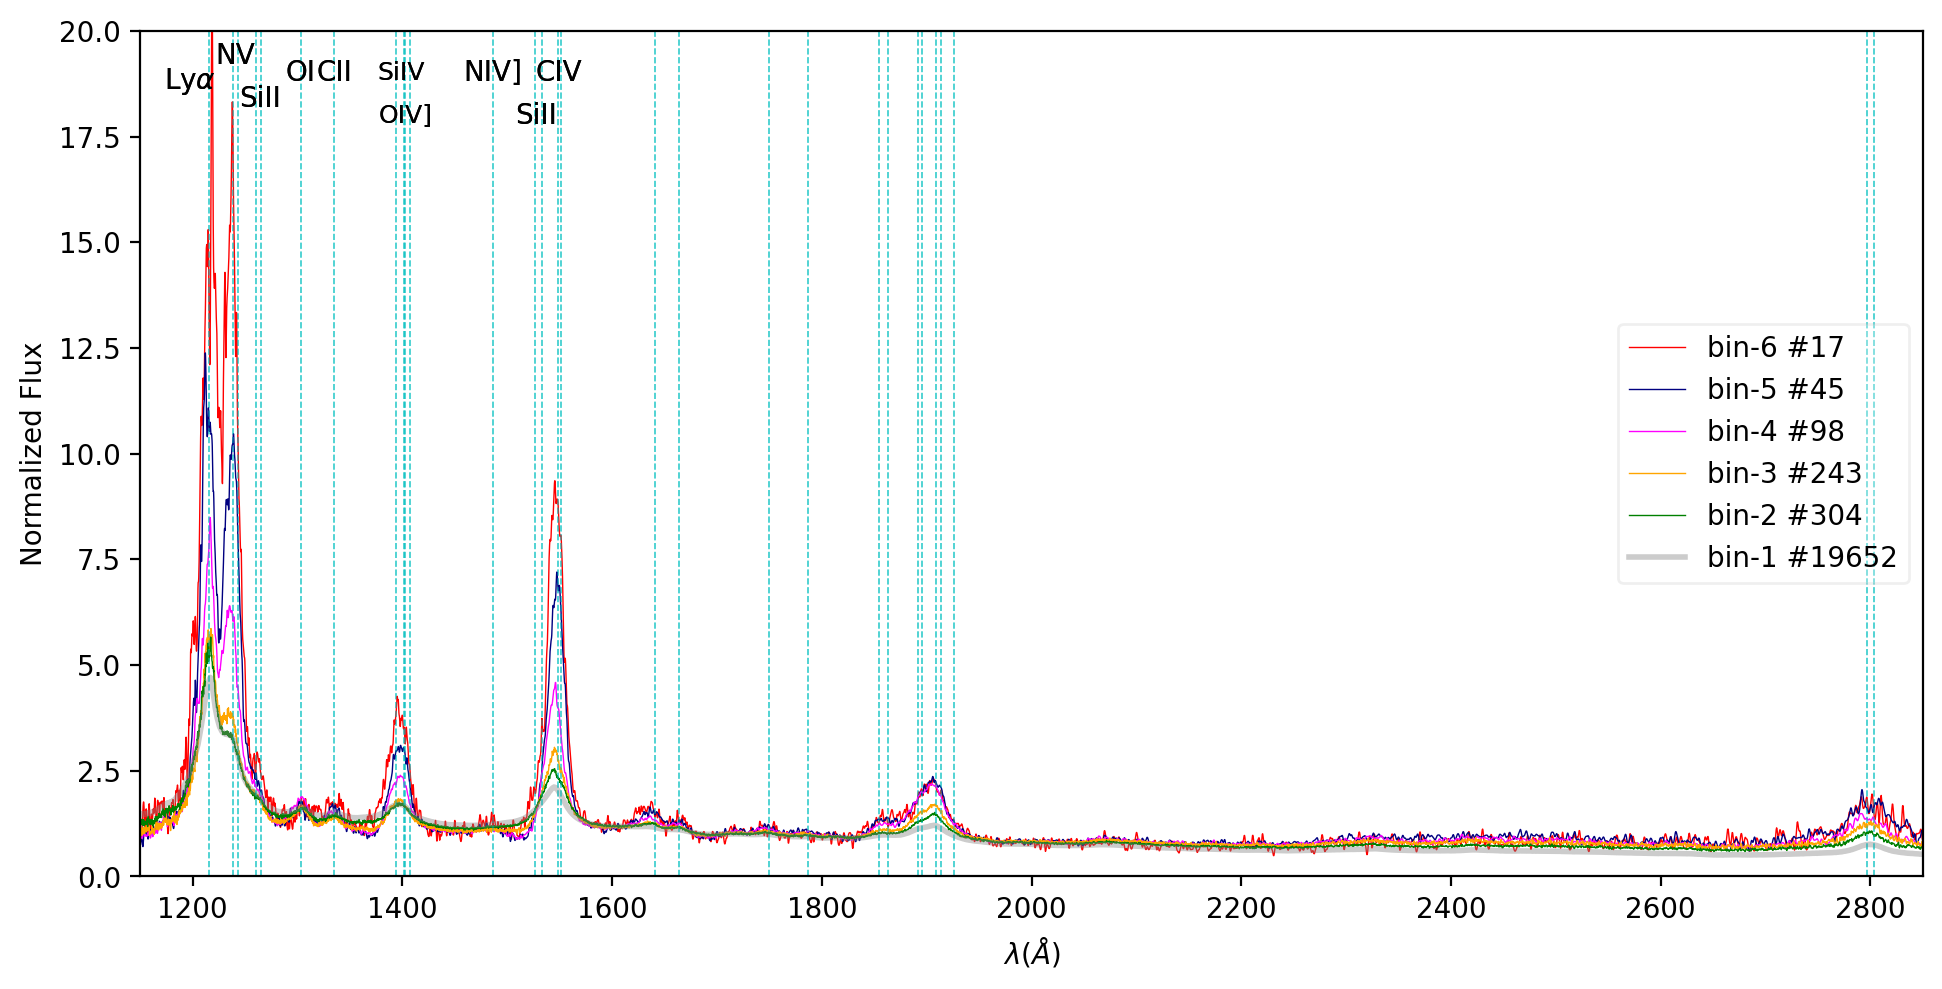 20.0
17.5
15.0
12.5
10.0
7.5
5.0
2.5
0.0
Normalized Flux
NV
Lyα
SiII
OI
CII
SiIV
OIV]
NIV]
CIV
SiII
bin-6 #17
bin-5 #45
bin-4 #98
bin-3 #243
bin-2 #304
bin-1 #19652
1200
1400
1600
1800
2000
2200
2400
2600
2800
λ(Å)